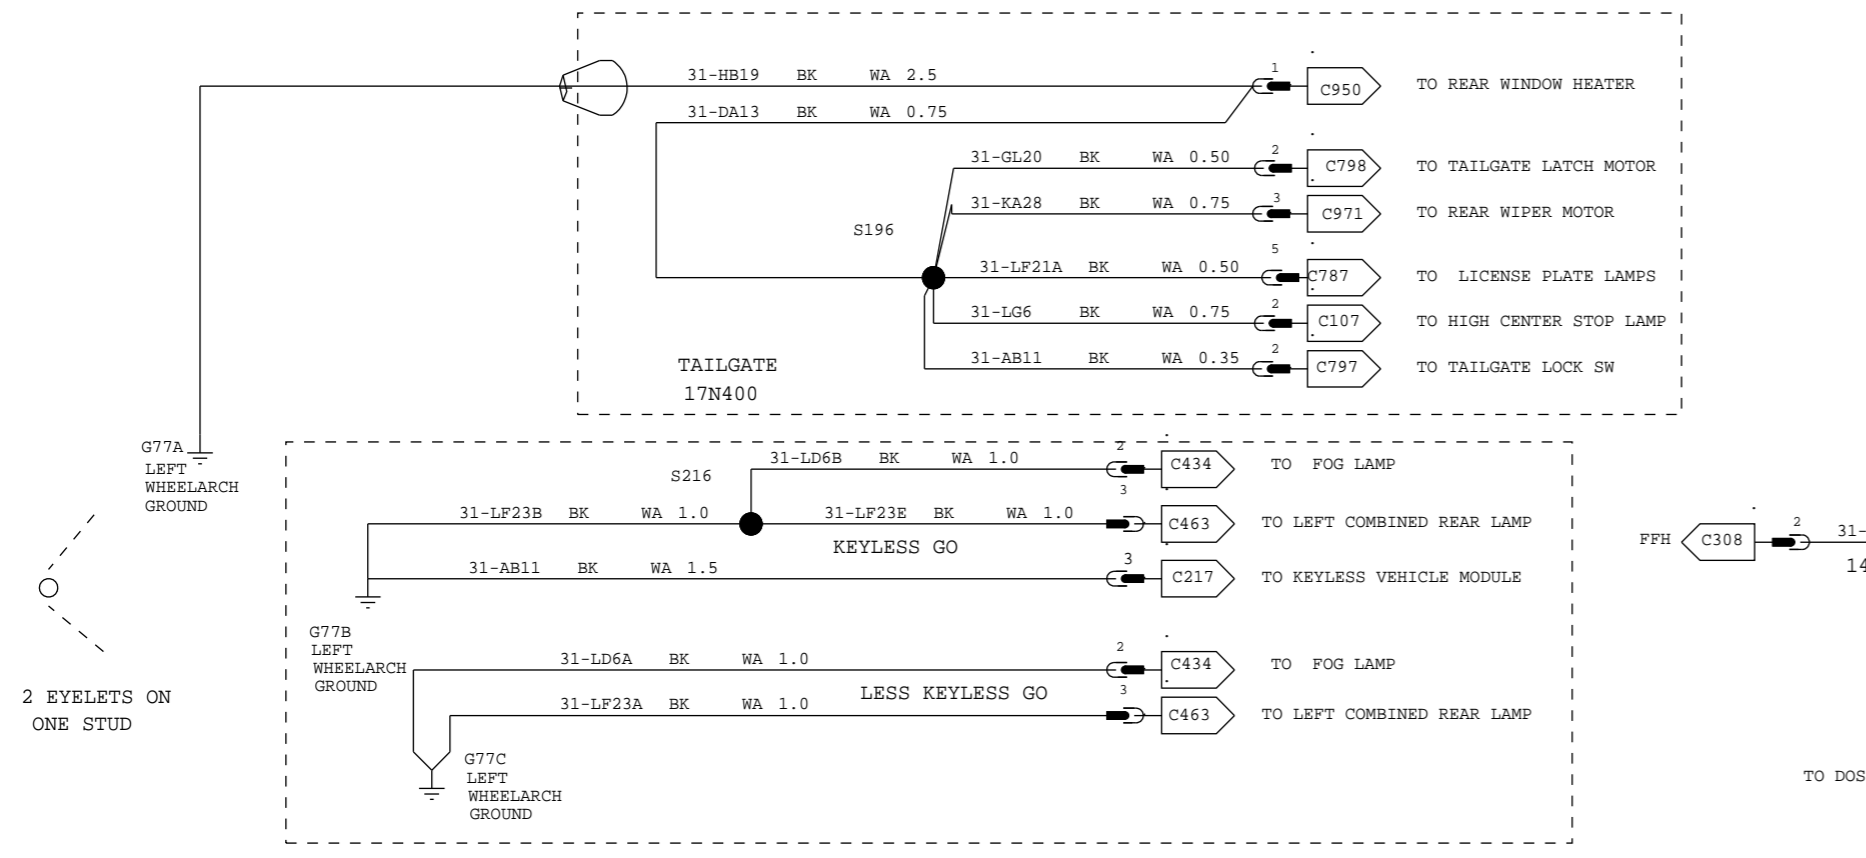 31-HB19 BK WA 2.5 1 C950 TO REAR WINDOW HEATER
31-DA13 BK WA 0.75
31-GL20 BK WA 0.50 2 C798 TO TAILGATE LATCH MOTOR
31-KA28 BK WA 0.75 3 C971 TO REAR WIPER MOTOR
S196
31-LF21A BK WA 0.50 5 C787 TO LICENSE PLATE LAMPS
31-LG6 BK WA 0.75 2 C107 TO HIGH CENTER STOP LAMP
31-AB11 BK WA 0.35 2 C797 TO TAILGATE LOCK SW
TAILGATE
17N400
G77A
LEFT
WHEELARCH
GROUND
31-LD6B BK WA 1.0 2 C434 TO FOG LAMP
S216
31-LF23B BK WA 1.0 31-LF23E BK WA 1.0 3 C463 TO LEFT COMBINED REAR LAMP
KEYLESS GO
31-AB11 BK WA 1.5 3 C217 TO KEYLESS VEHICLE MODULE
FFH C308 2 31-
14
G77B
LEFT
WHEELARCH
GROUND
31-LD6A BK WA 1.0 2 C434 TO FOG LAMP
LESS KEYLESS GO
31-LF23A BK WA 1.0 3 C463 TO LEFT COMBINED REAR LAMP
2 EYELETS ON
ONE STUD
G77C
LEFT
WHEELARCH
GROUND
TO DOS